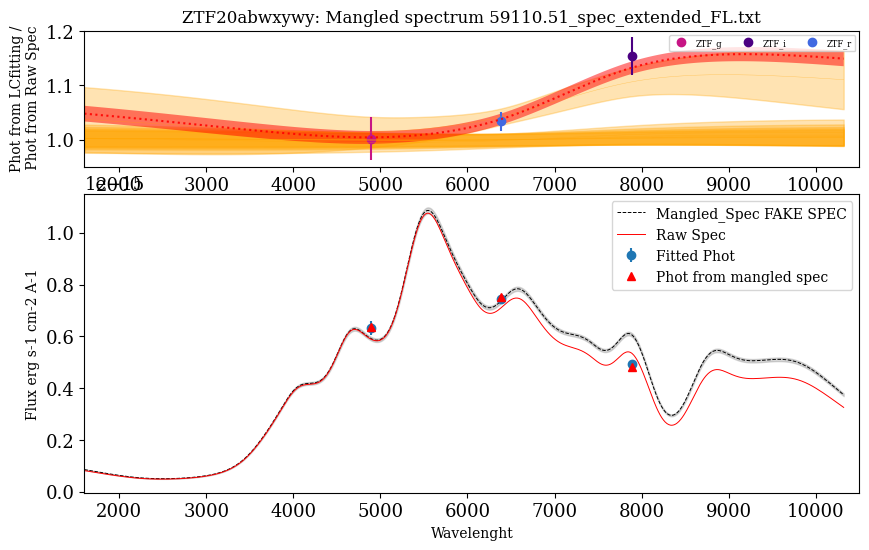 ZTF20abwxywy: Mangled spectrum 59110.51_spec_extended_FL.txt
Phot from LCfitting /
Phot from Raw Spec
1.2
1.1
1.0
ZTF_g
ZTF_i
ZTF_r
2000 3000 4000 5000 6000 7000 8000 9000 10000
1e−15
Flux erg s-1 cm-2 A-1
1.0
0.8
0.6
0.4
0.2
0.0
Mangled_Spec FAKE SPEC
Raw Spec
Fitted Phot
Phot from mangled spec
2000 3000 4000 5000 6000 7000 8000 9000 10000
Wavelenght